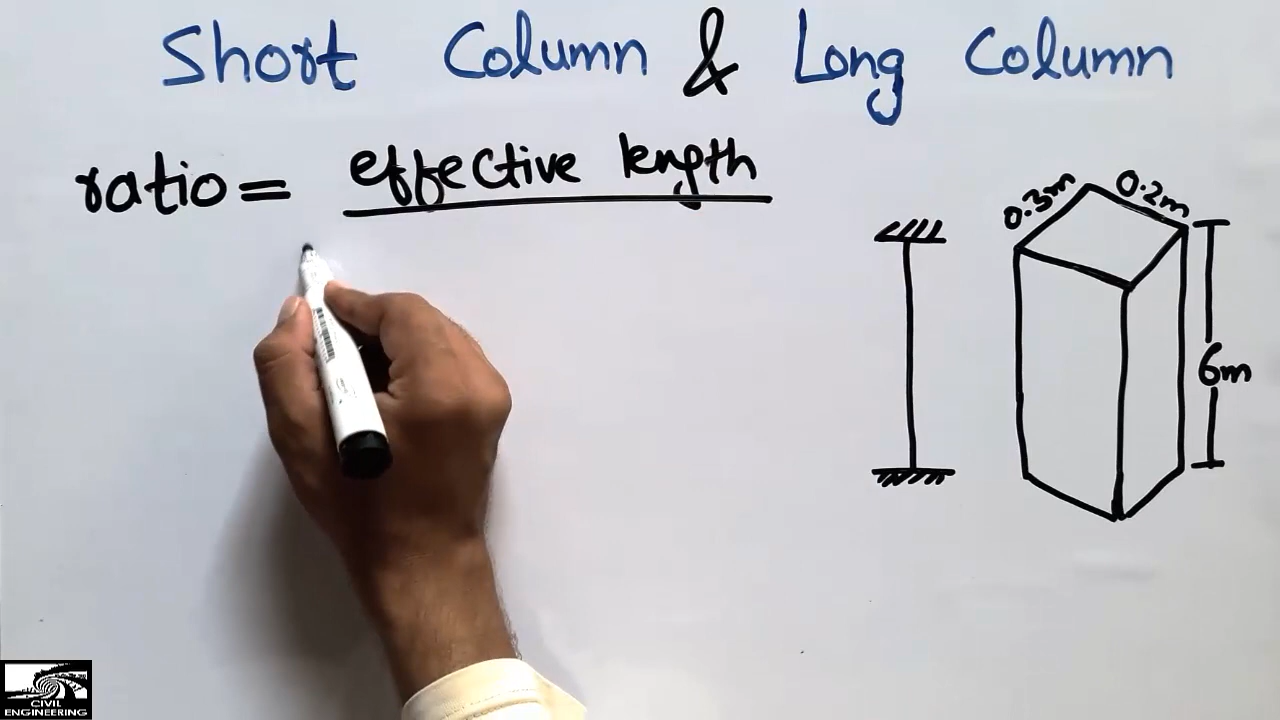 Short Column & Long Column
ratio = effective length
0.3m
0.2m
6m
CIVIL
ENGINEERING